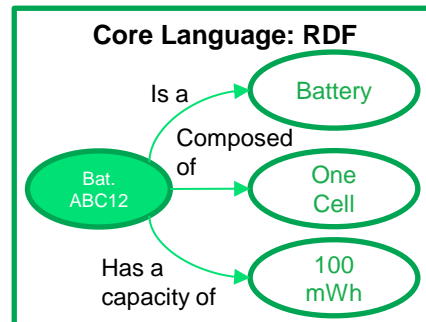 Core Language: RDF
Is a
Battery
Composed
of
Bat.
ABC12
One
Cell
Has a
capacity of
100
mWh